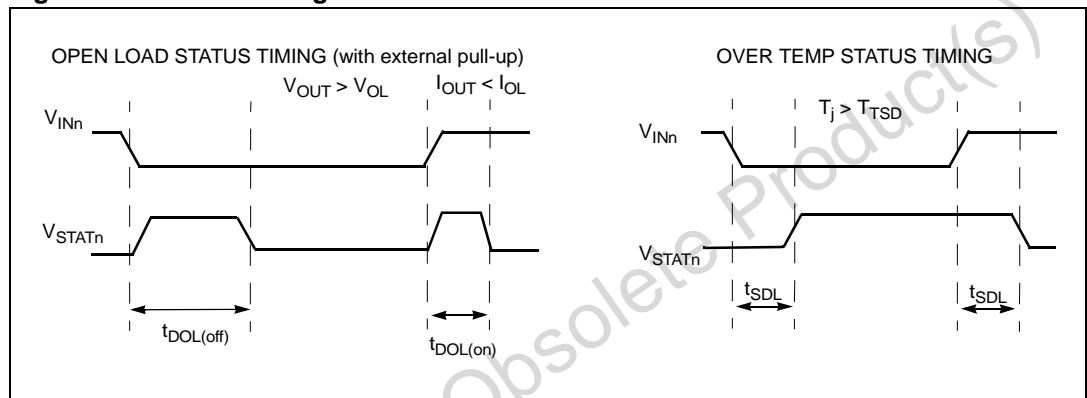 OPEN LOAD STATUS TIMING (with external pull-up)
VOUT > VOL
IOUT < IOL
VINn
VSTATn
tDOL(off)
tDOL(on)
OVER TEMP STATUS TIMING
Tj > TTSD
VINn
VSTATn
tSDL
tSDL
Obsolete Product(s)